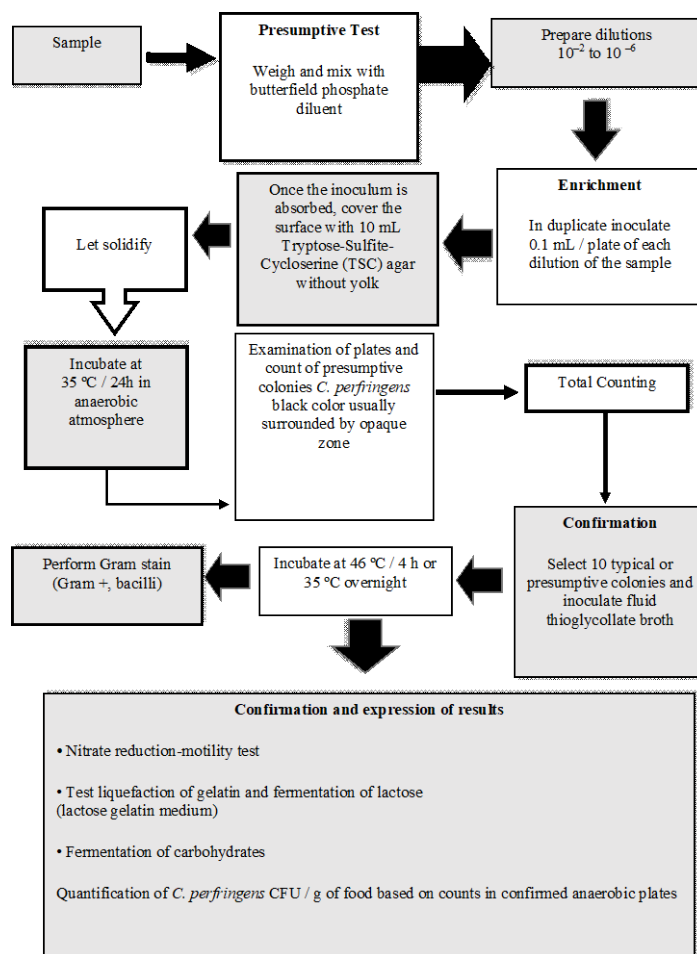 Sample
Presumptive Test
Weigh and mix with
butterfield phosphate
diluent
Prepare dilutions
10⁻² to 10 ⁻⁶
Enrichment
In duplicate inoculate
0.1 mL / plate of each
dilution of the sample
Once the inoculum is
absorbed, cover the
surface with 10 mL
Tryptose-Sulfite-
Cycloserine (TSC) agar
without yolk
Let solidify
Incubate at
35 ºC / 24h in
anaerobic
atmosphere
Examination of plates and
count of presumptive
colonies C. perfringens
black color usually
surrounded by opaque
zone
Total Counting
Confirmation
Select 10 typical or
presumptive colonies and
inoculate fluid
thioglycollate broth
Incubate at 46 ºC / 4 h or
35 ºC overnight
Perform Gram stain
(Gram +, bacilli)
Confirmation and expression of results
• Nitrate reduction-motility test
• Test liquefaction of gelatin and fermentation of lactose
(lactose gelatin medium)
• Fermentation of carbohydrates
Quantification of C. perfringens CFU / g of food based on counts in confirmed anaerobic plates